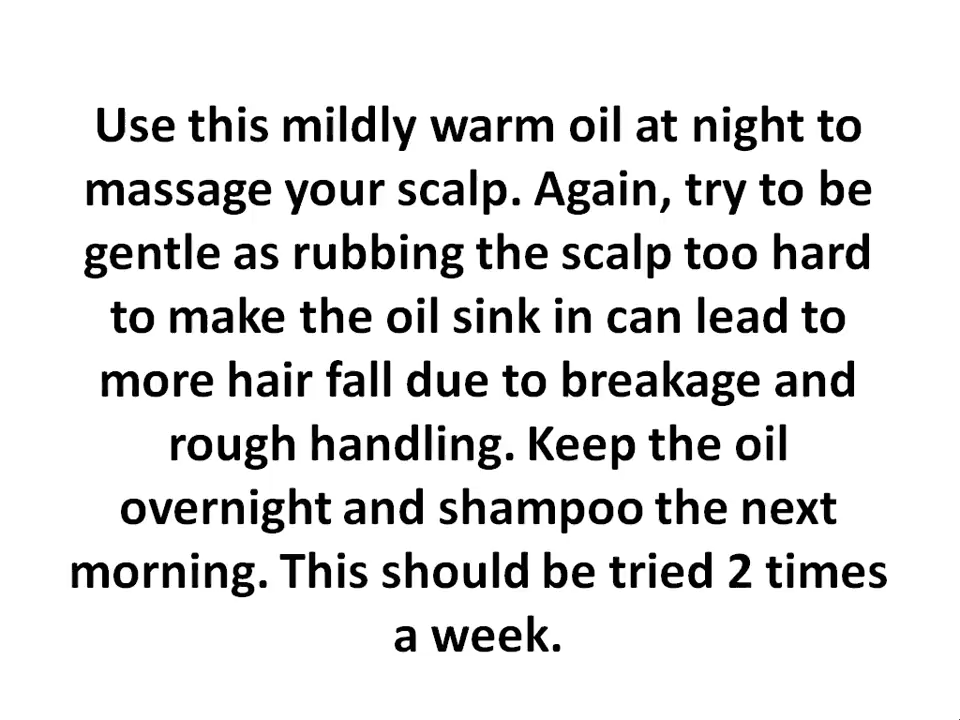 Use this mildly warm oil at night to
massage your scalp. Again, try to be
gentle as rubbing the scalp too hard
to make the oil sink in can lead to
more hair fall due to breakage and
rough handling. Keep the oil
overnight and shampoo the next
morning. This should be tried 2 times
a week.